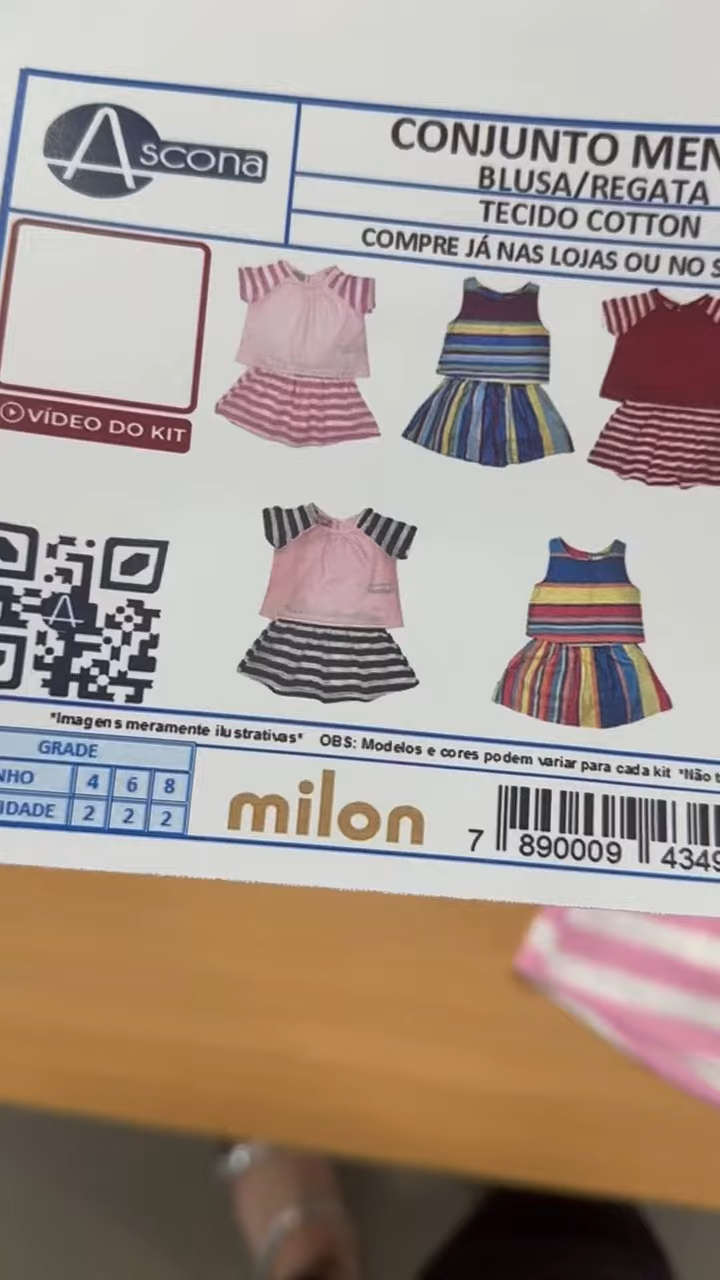 Ascona
CONJUNTO MEN
BLUSA/REGATA
TECIDO COTTON
COMPRE JÁ NAS LOJAS OU NO S
VÍDEO DO KIT
*Imagens meramente ilustrativas* OBS: Modelos e cores podem variar para cada kit *Não t
GRADE
NHO 4 6 8
IDADE 2 2 2
milon
7 890009 4349